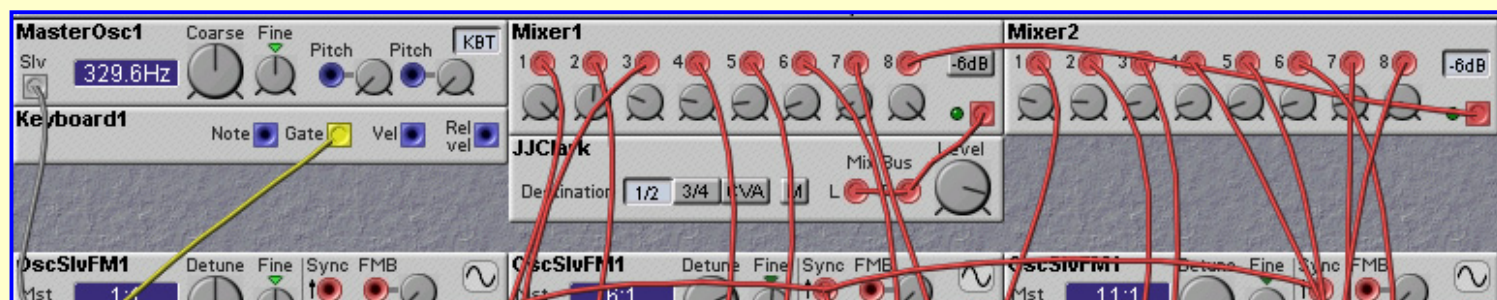 MasterOsc1 Coarse Fine Pitch Pitch KBT
Slv 329.6Hz
Keyboard1
Note Gate Vel Rel vel
Mixer1
1 2 3 4 5 6 7 8 -6dB
Mixer2
1 2 3 4 5 6 7 8 -6dB
JJClark
Mix Bus Level
Destination 1/2 3/4 CVA M L
OscSlvFM1 Detune Fine Sync FMB
Mst 1:1
OscSlvFM1 Detune Fine Sync FMB
Mst 6:1
OscSlvFM1 Detune Fine Sync FMB
Mst 11:1